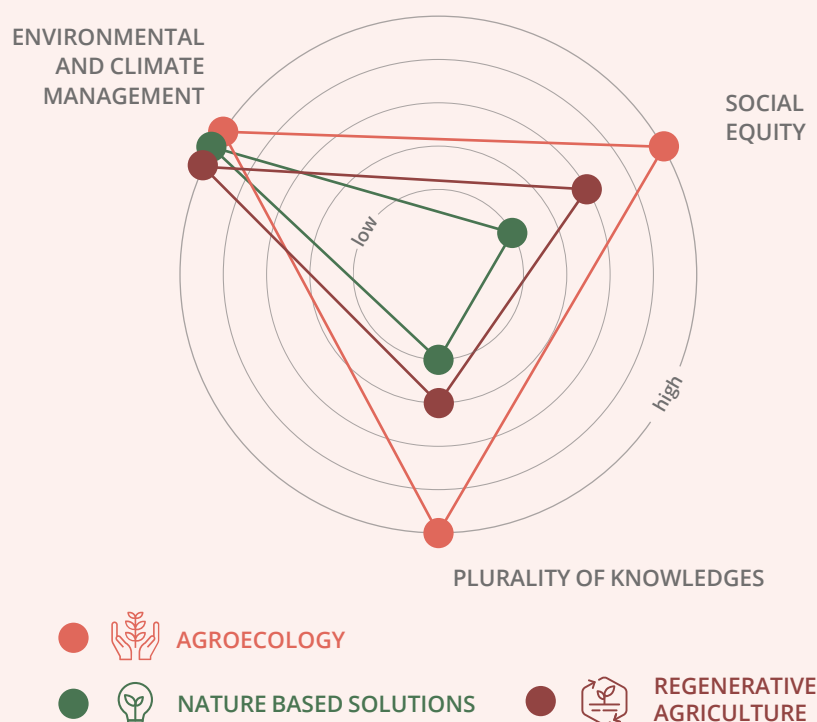 ENVIRONMENTAL
AND CLIMATE
MANAGEMENT
SOCIAL
EQUITY
low
high
PLURALITY OF KNOWLEDGES
AGROECOLOGY
NATURE BASED SOLUTIONS
REGENERATIVE
AGRICULTURE